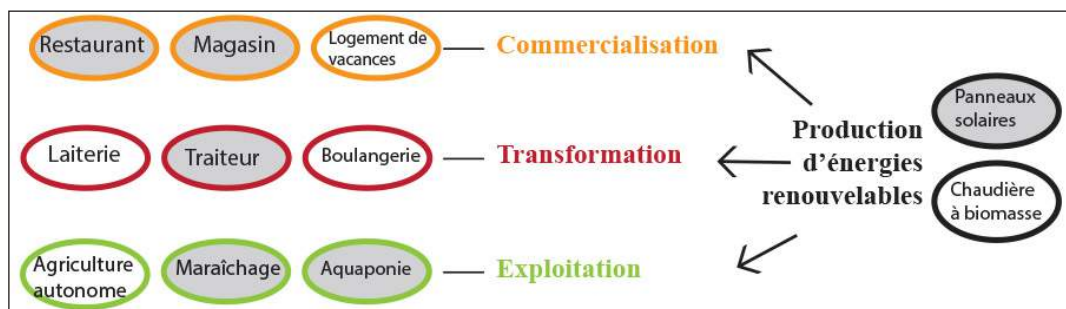 Restaurant
Magasin
Logement de
vacances
Commercialisation
Panneaux
solaires
Laiterie
Traiteur
Boulangerie
Transformation
Production
d'énergies
renouvelables
Chaudière
à biomasse
Agriculture
autonome
Maraîchage
Aquaponie
Exploitation